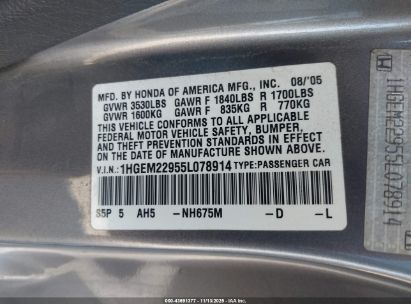 MFD. BY HONDA OF AMERICA MFG., INC. 08/'05
GVWR 3530LBS GAWR F 1840LBS R 1700LBS
GVWR 1600KG GAWR F 835KG R 770KG
THIS VEHICLE CONFORMS TO ALL APPLICABLE
FEDERAL MOTOR VEHICLE SAFETY, BUMPER,
AND THEFT PREVENTION STANDARDS IN EFFECT
ON THE DATE OF MANUFACTURE SHOWN ABOVE.
V.I.N.: 1HGEM22955L078914 TYPE: PASSENGER CAR
S5P 5 AH5 -NH675M -D -L
1HGEM22955L078914